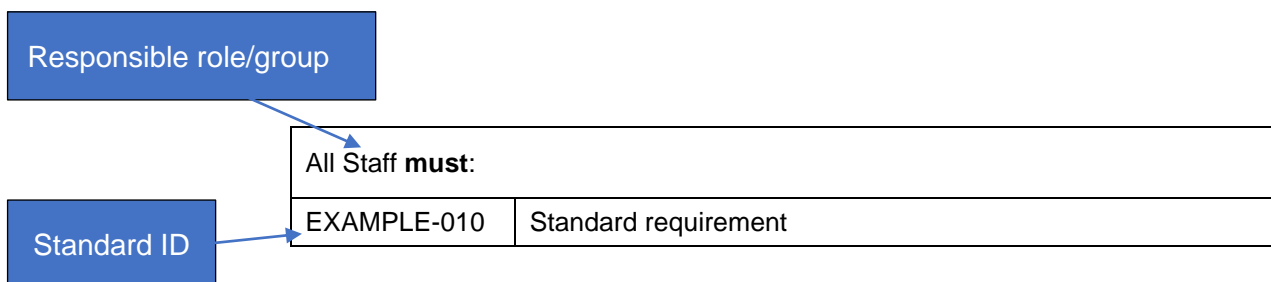 Responsible role/group
All Staff must:
EXAMPLE-010 Standard requirement
Standard ID